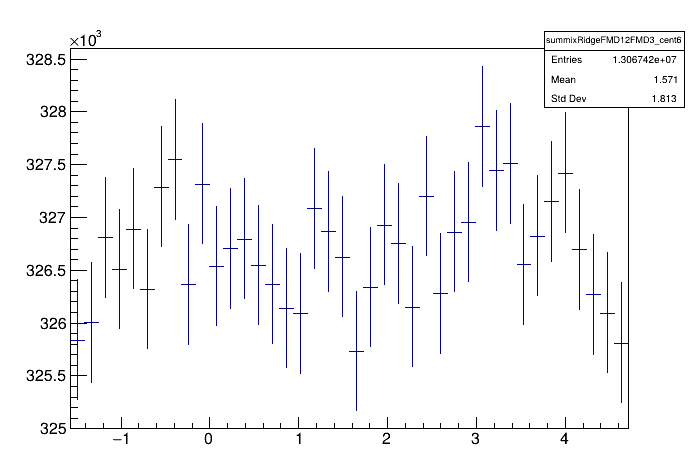 ×10³
summixRidgeFMD12FMD3_cent6
Entries 1.306742e+07
Mean 1.571
Std Dev 1.813
328.5
328
327.5
327
326.5
326
325.5
325
−1 0 1 2 3 4